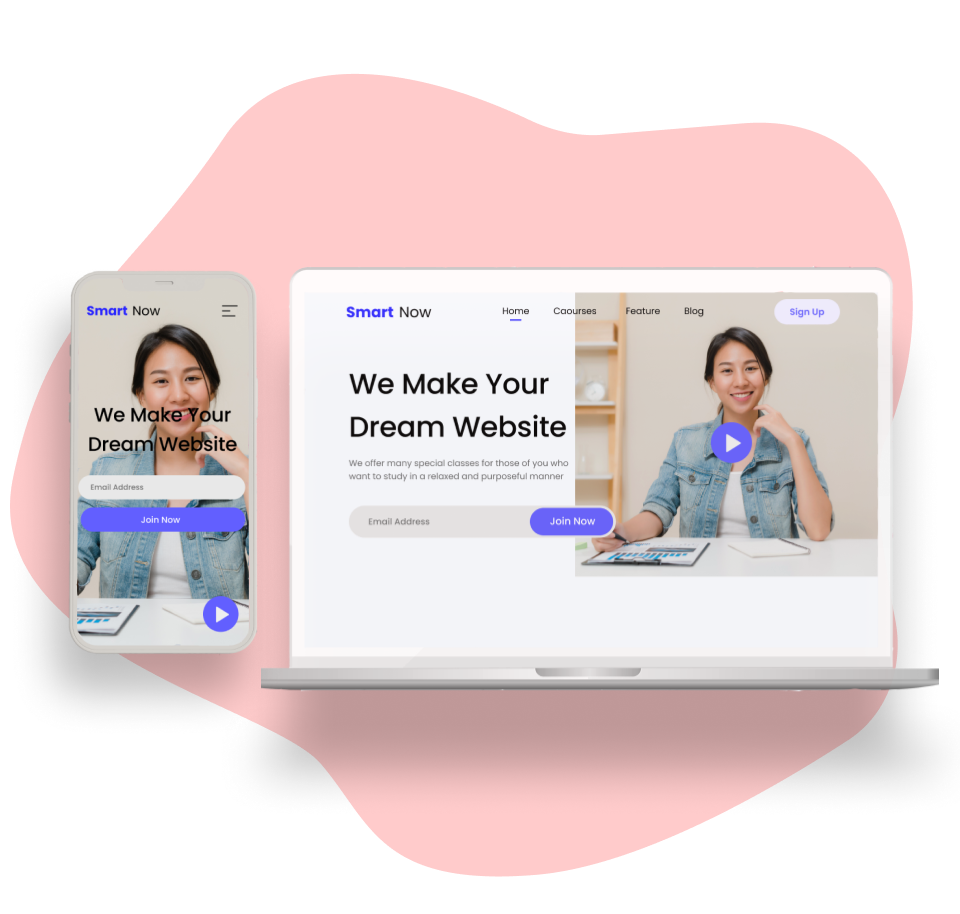 Smart Now
We Make Your
Dream Website
Email Address
Join Now
Smart Now
Home Caourses Feature Blog Sign Up
We Make Your
Dream Website
We offer many special classes for those of you who
want to study in a relaxed and purposeful manner
Email Address Join Now